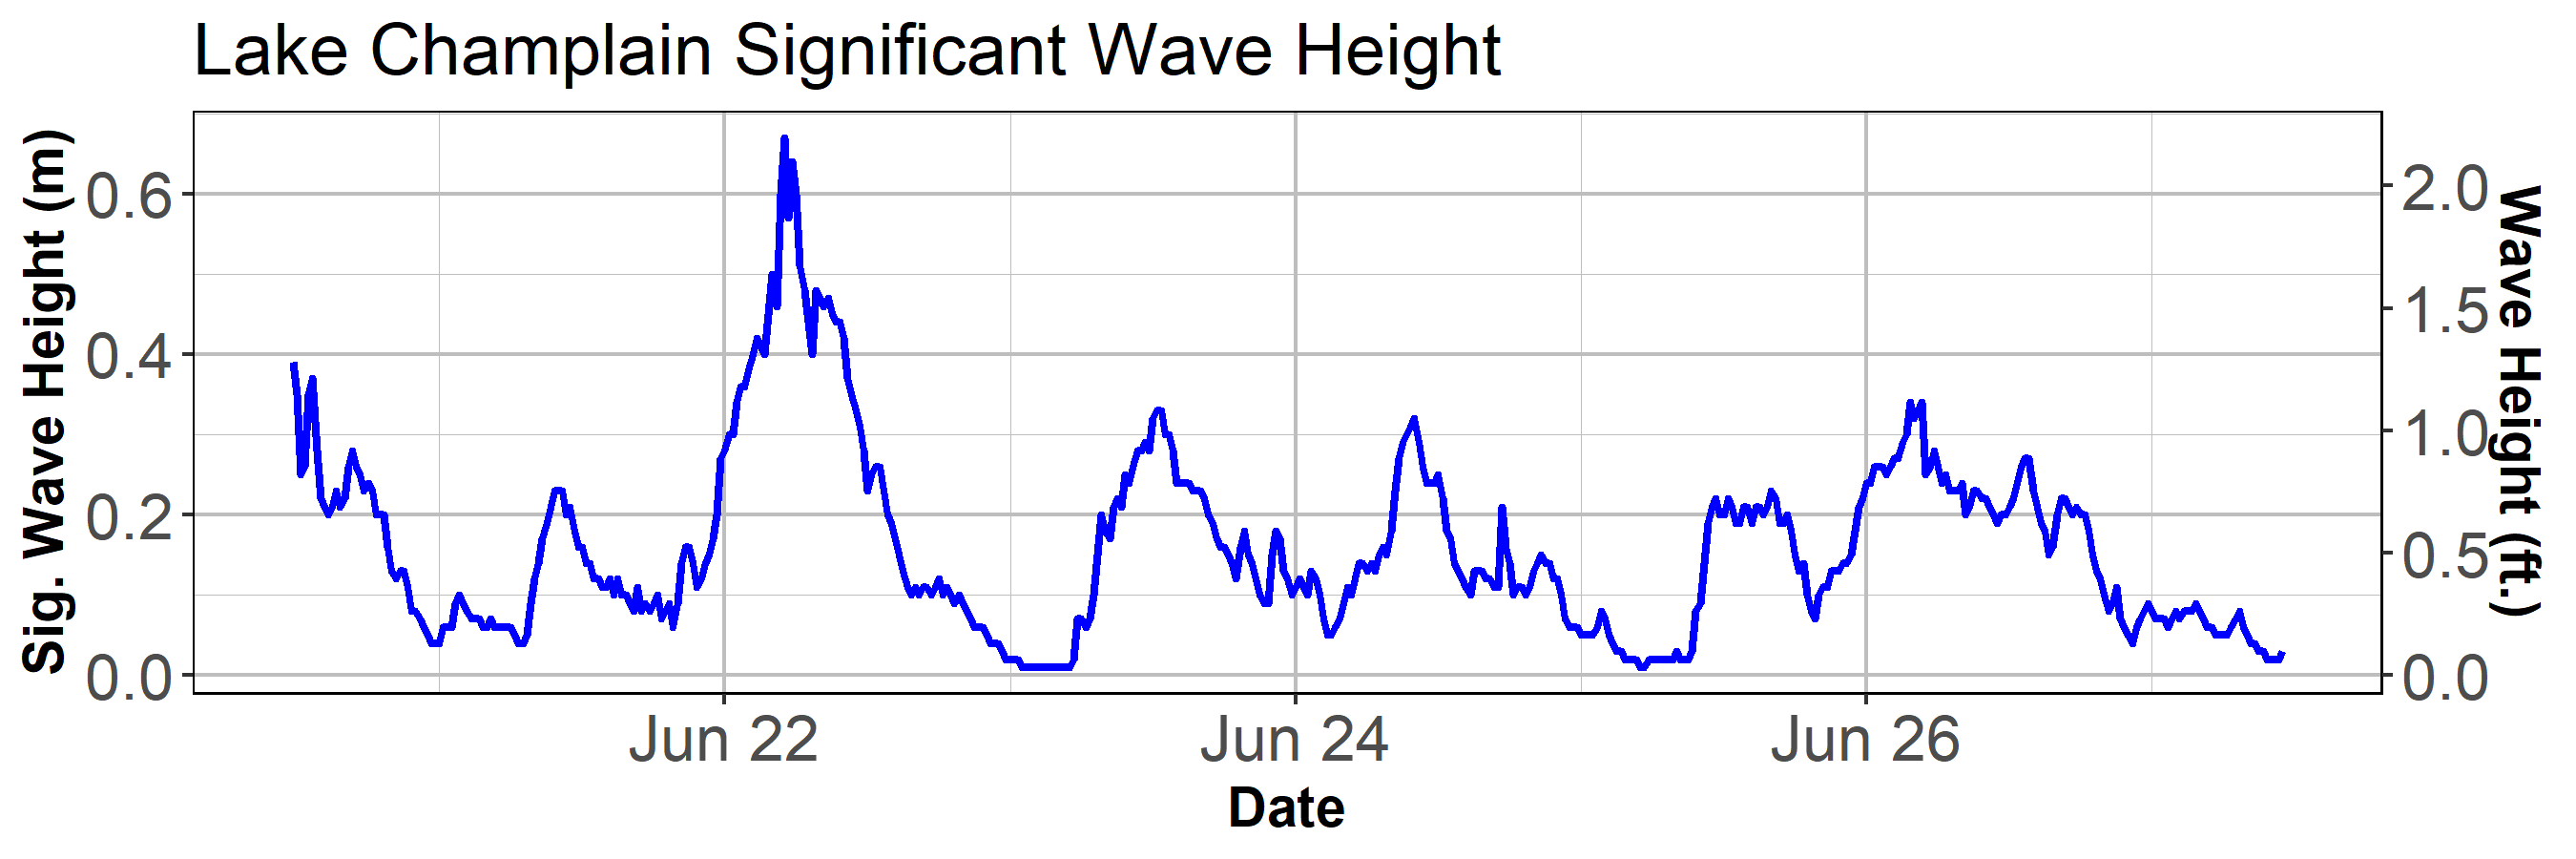 Lake Champlain Significant Wave Height
Sig. Wave Height (m)
0.6
0.4
0.2
0.0
2.0
1.5
1.0
0.5
0.0
Wave Height (ft.)
Jun 22
Jun 24
Jun 26
Date